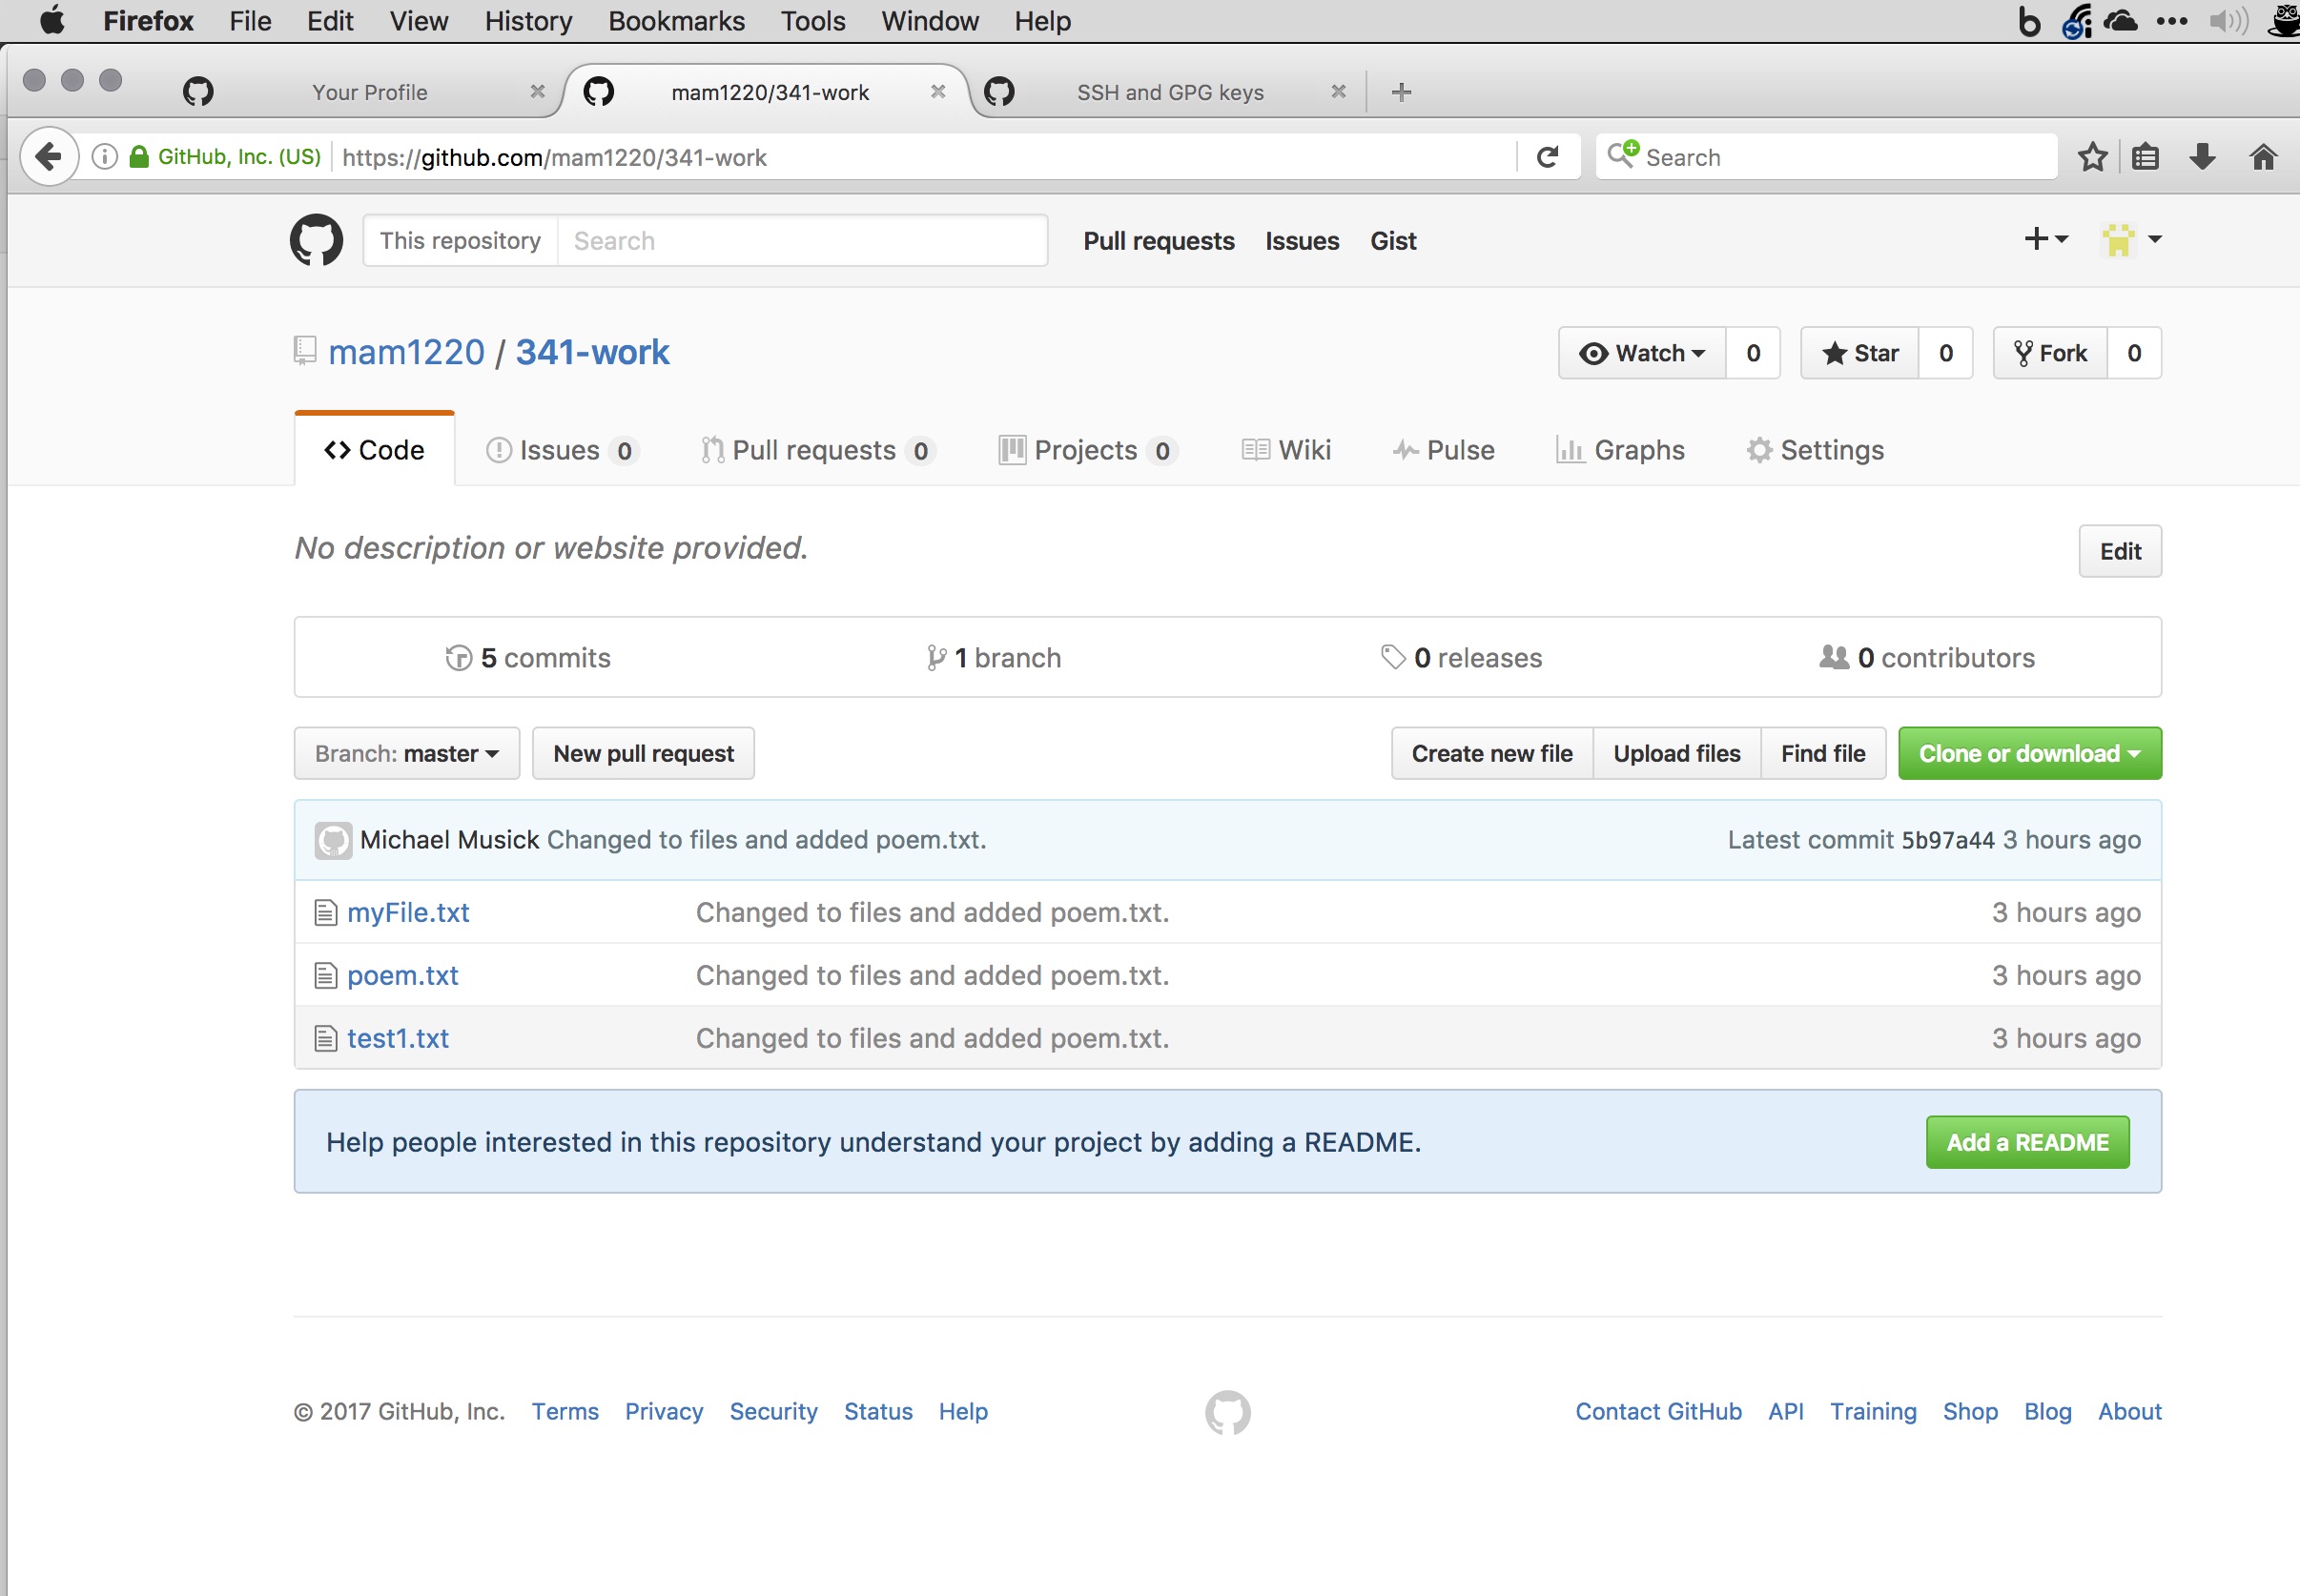 Firefox File Edit View History Bookmarks Tools Window Help
Your Profile mam1220/341-work SSH and GPG keys
GitHub, Inc. (US) https://github.com/mam1220/341-work Search
This repository Search Pull requests Issues Gist
mam1220 / 341-work Watch 0 Star 0 Fork 0
Code Issues 0 Pull requests 0 Projects 0 Wiki Pulse Graphs Settings
No description or website provided. Edit
5 commits 1 branch 0 releases 0 contributors
Branch: master New pull request Create new file Upload files Find file Clone or download
Michael Musick Changed to files and added poem.txt. Latest commit 5b97a44 3 hours ago
myFile.txt Changed to files and added poem.txt. 3 hours ago
poem.txt Changed to files and added poem.txt. 3 hours ago
test1.txt Changed to files and added poem.txt. 3 hours ago
Help people interested in this repository understand your project by adding a README. Add a README
© 2017 GitHub, Inc. Terms Privacy Security Status Help Contact GitHub API Training Shop Blog About